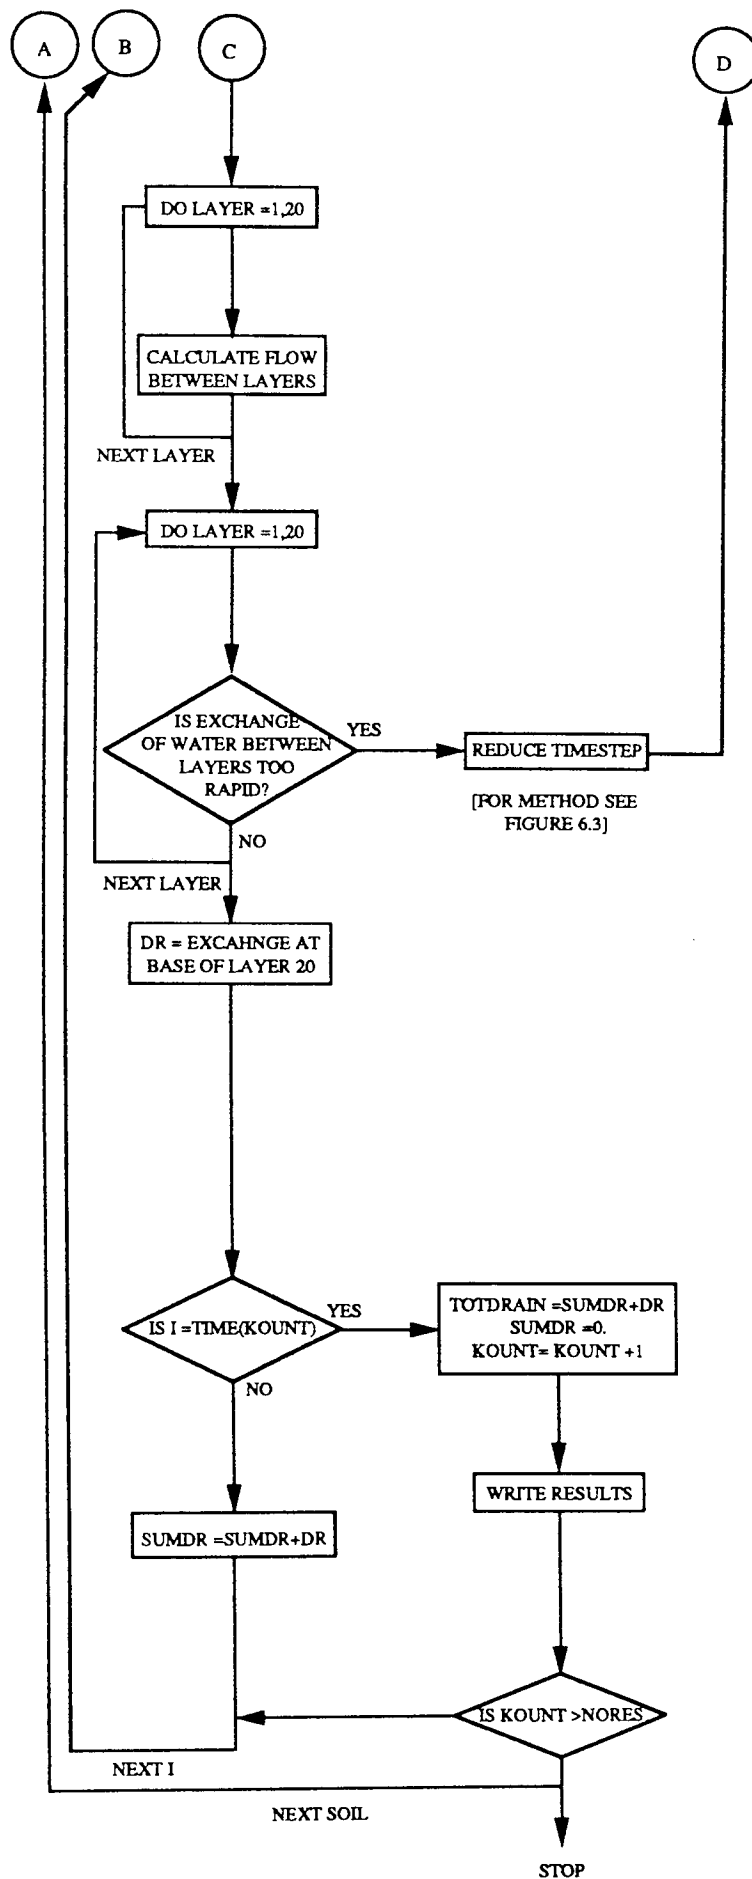 A
B
C
D
DO LAYER =1,20
CALCULATE FLOW
BETWEEN LAYERS
NEXT LAYER
DO LAYER =1,20
IS EXCHANGE
OF WATER BETWEEN
LAYERS TOO
RAPID?
YES
REDUCE TIMESTEP
[FOR METHOD SEE
FIGURE 6.3]
NO
NEXT LAYER
DR = EXCAHNGE AT
BASE OF LAYER 20
IS I =TIME(KOUNT)
YES
TOTDRAIN =SUMDR+DR
SUMDR =0.
KOUNT= KOUNT +1
NO
WRITE RESULTS
SUMDR =SUMDR+DR
IS KOUNT >NORES
NEXT I
NEXT SOIL
STOP